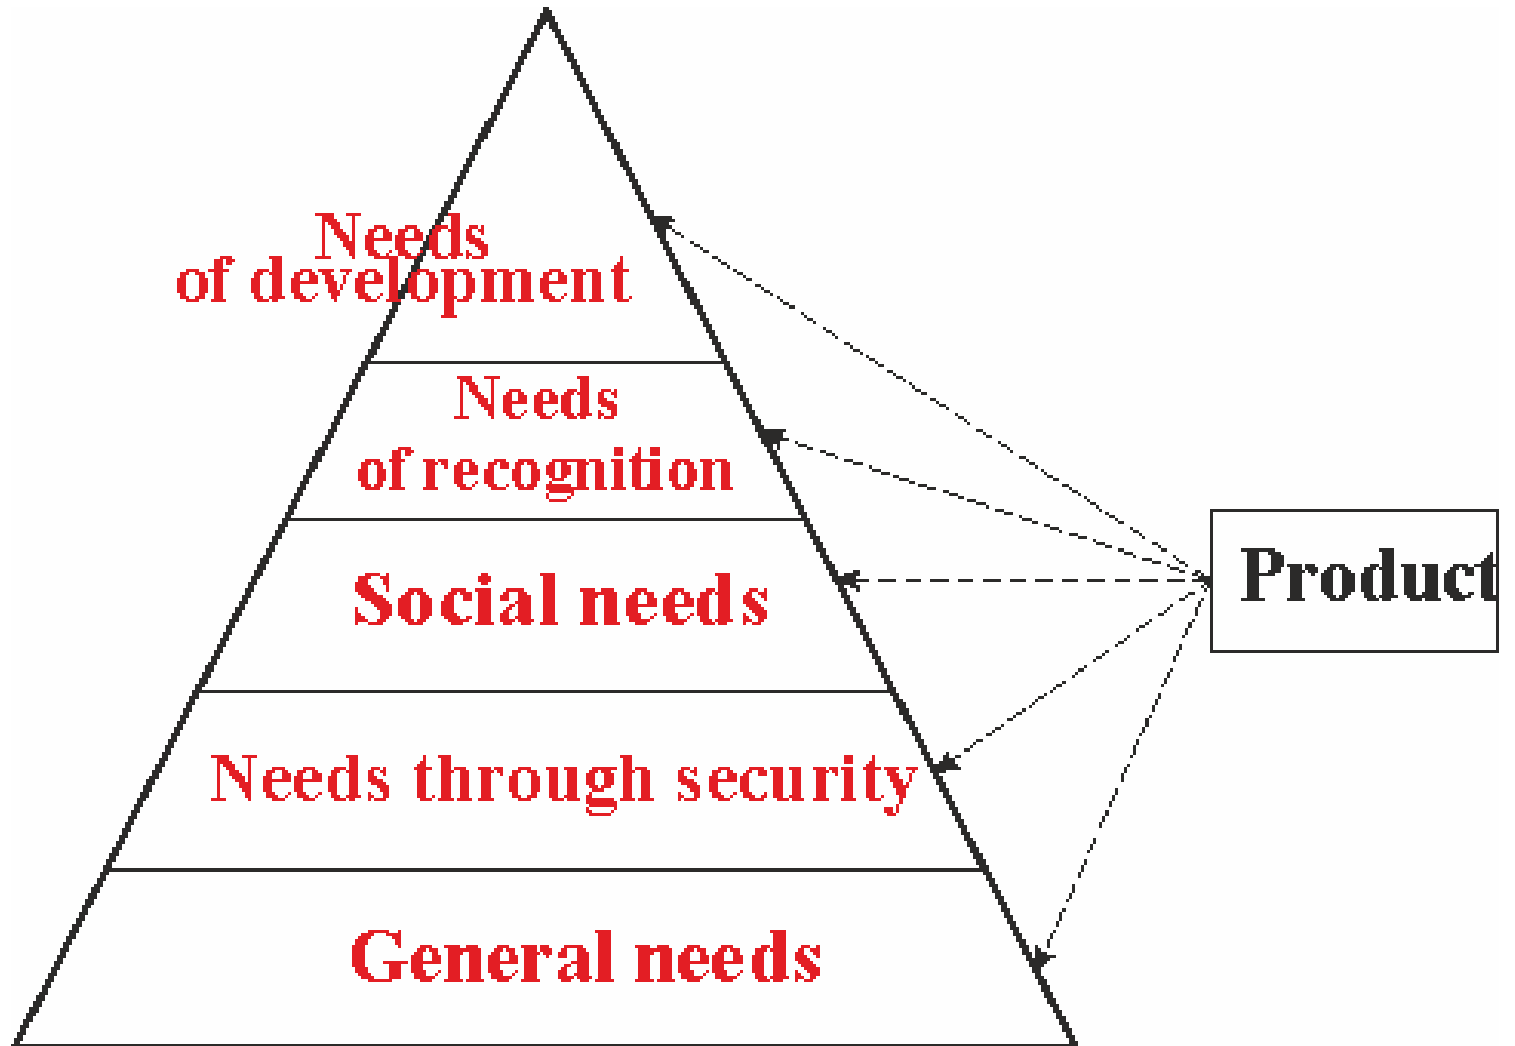 Needs
of development
Needs
of recognition
Social needs
Product
Needs through security
General needs